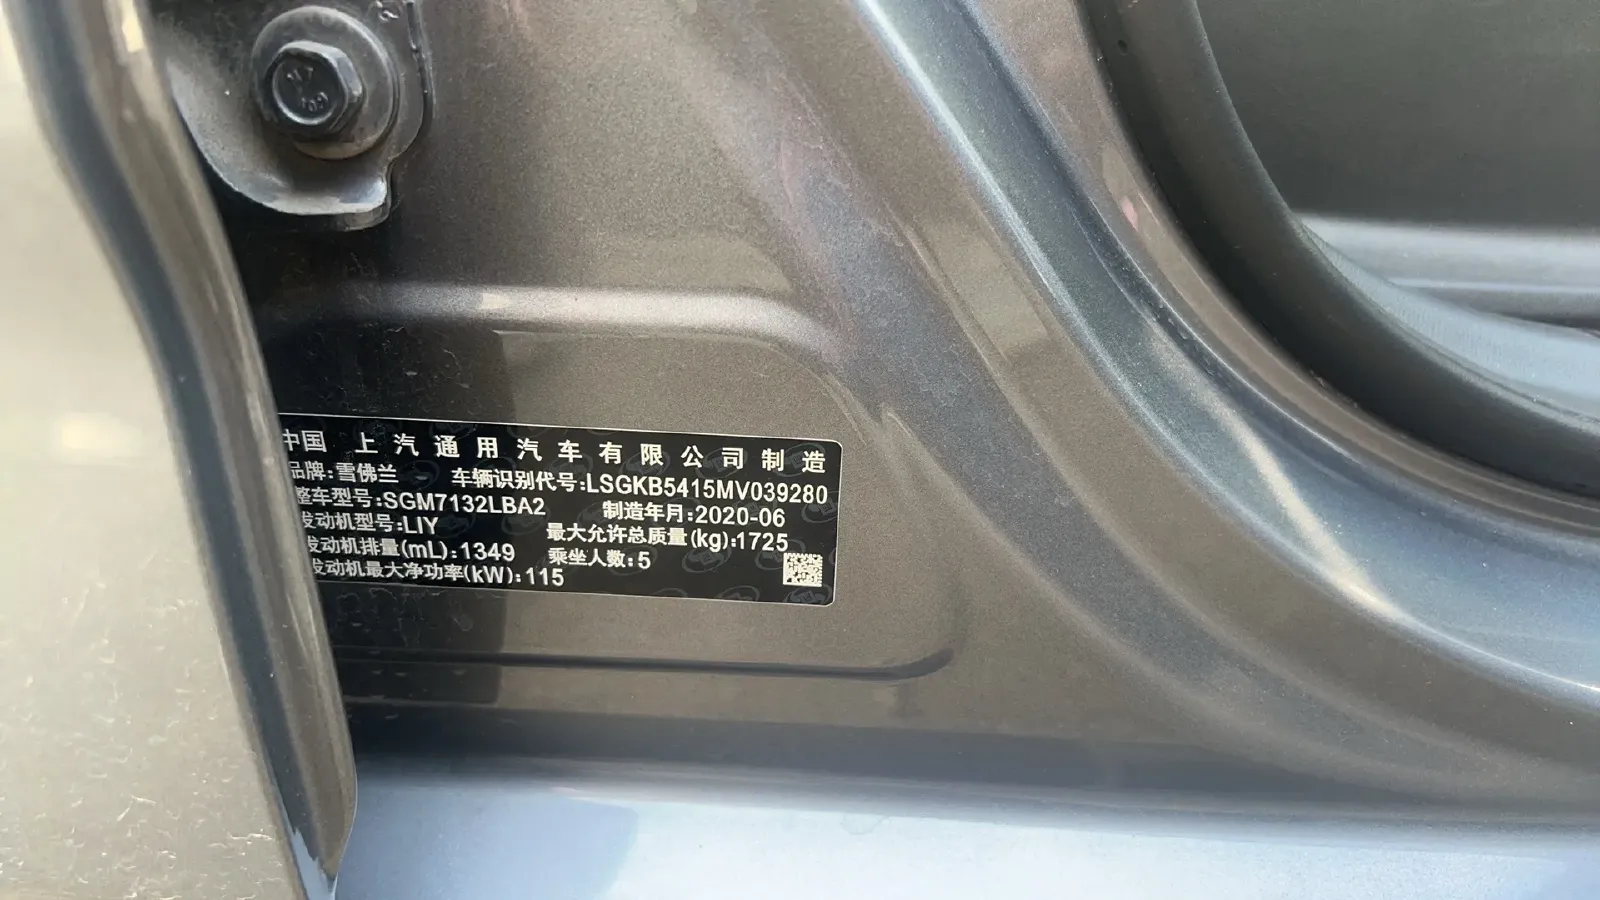 中国 上汽通用汽车有限公司制造
品牌:雪佛兰 车辆识别代号:LSGKB5415MV039280
整车型号:SGM7132LBA2 制造年月:2020-06
发动机型号:LIY 最大允许总质量(kg):1725
发动机排量(mL):1349 乘坐人数:5
发动机最大净功率(kW):115